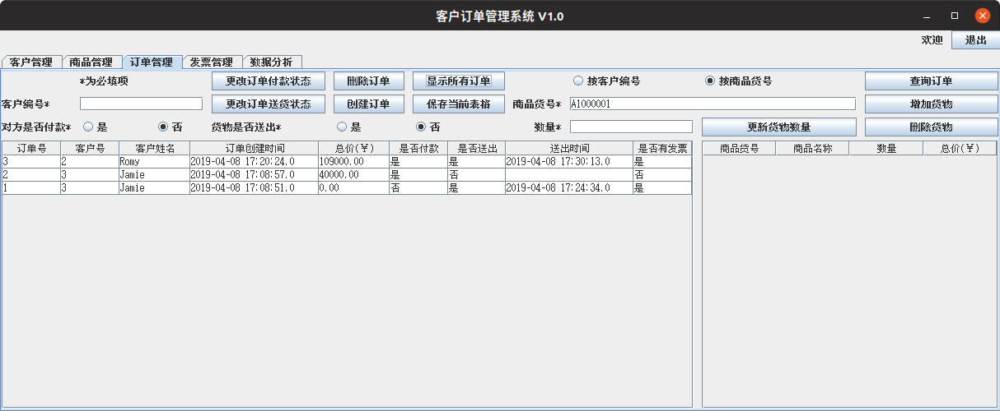 客户订单管理系统 V1.0
欢迎 退出
客户管理 商品管理 订单管理 发票管理 数据分析
*为必填项 更改订单付款状态 删除订单 显示所有订单 按客户编号 按商品货号 查询订单
客户编号* 更改订单送货状态 创建订单 保存当前表格 商品货号* A1000001 增加货物
对方是否付款* 是 否 货物是否送出* 是 否 数量* 更新货物数量 删除货物
订单号 客户号 客户姓名 订单创建时间 总价(￥) 是否付款 是否送出 送出时间 是否有发票 商品货号 商品名称 数量 总价(￥)
3 2 Romy 2019-04-08 17:20:24.0 109000.00 是 是 2019-04-08 17:30:13.0 是
2 3 Jamie 2019-04-08 17:08:57.0 40000.00 是 否 否
1 3 Jamie 2019-04-08 17:08:51.0 0.00 否 是 2019-04-08 17:24:34.0 是